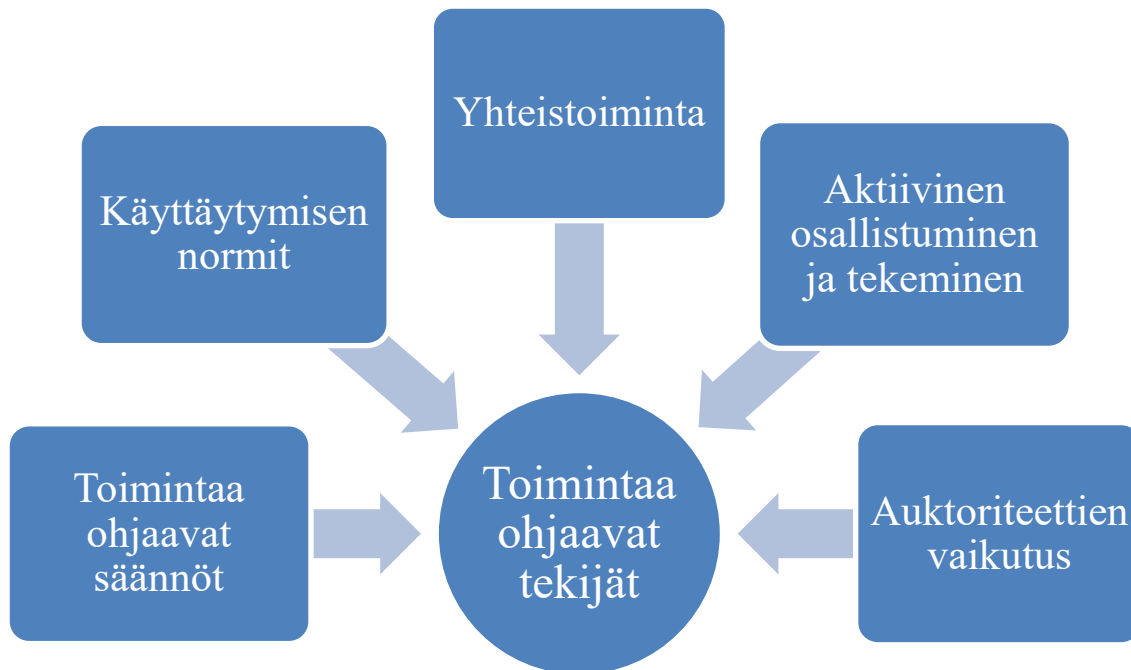 Yhteistoiminta
Käyttäytymisen
normit
Aktiivinen
osallistuminen
ja tekeminen
Toimintaa
ohjaavat
säännöt
Toimintaa
ohjaavat
tekijät
Auktoriteettien
vaikutus